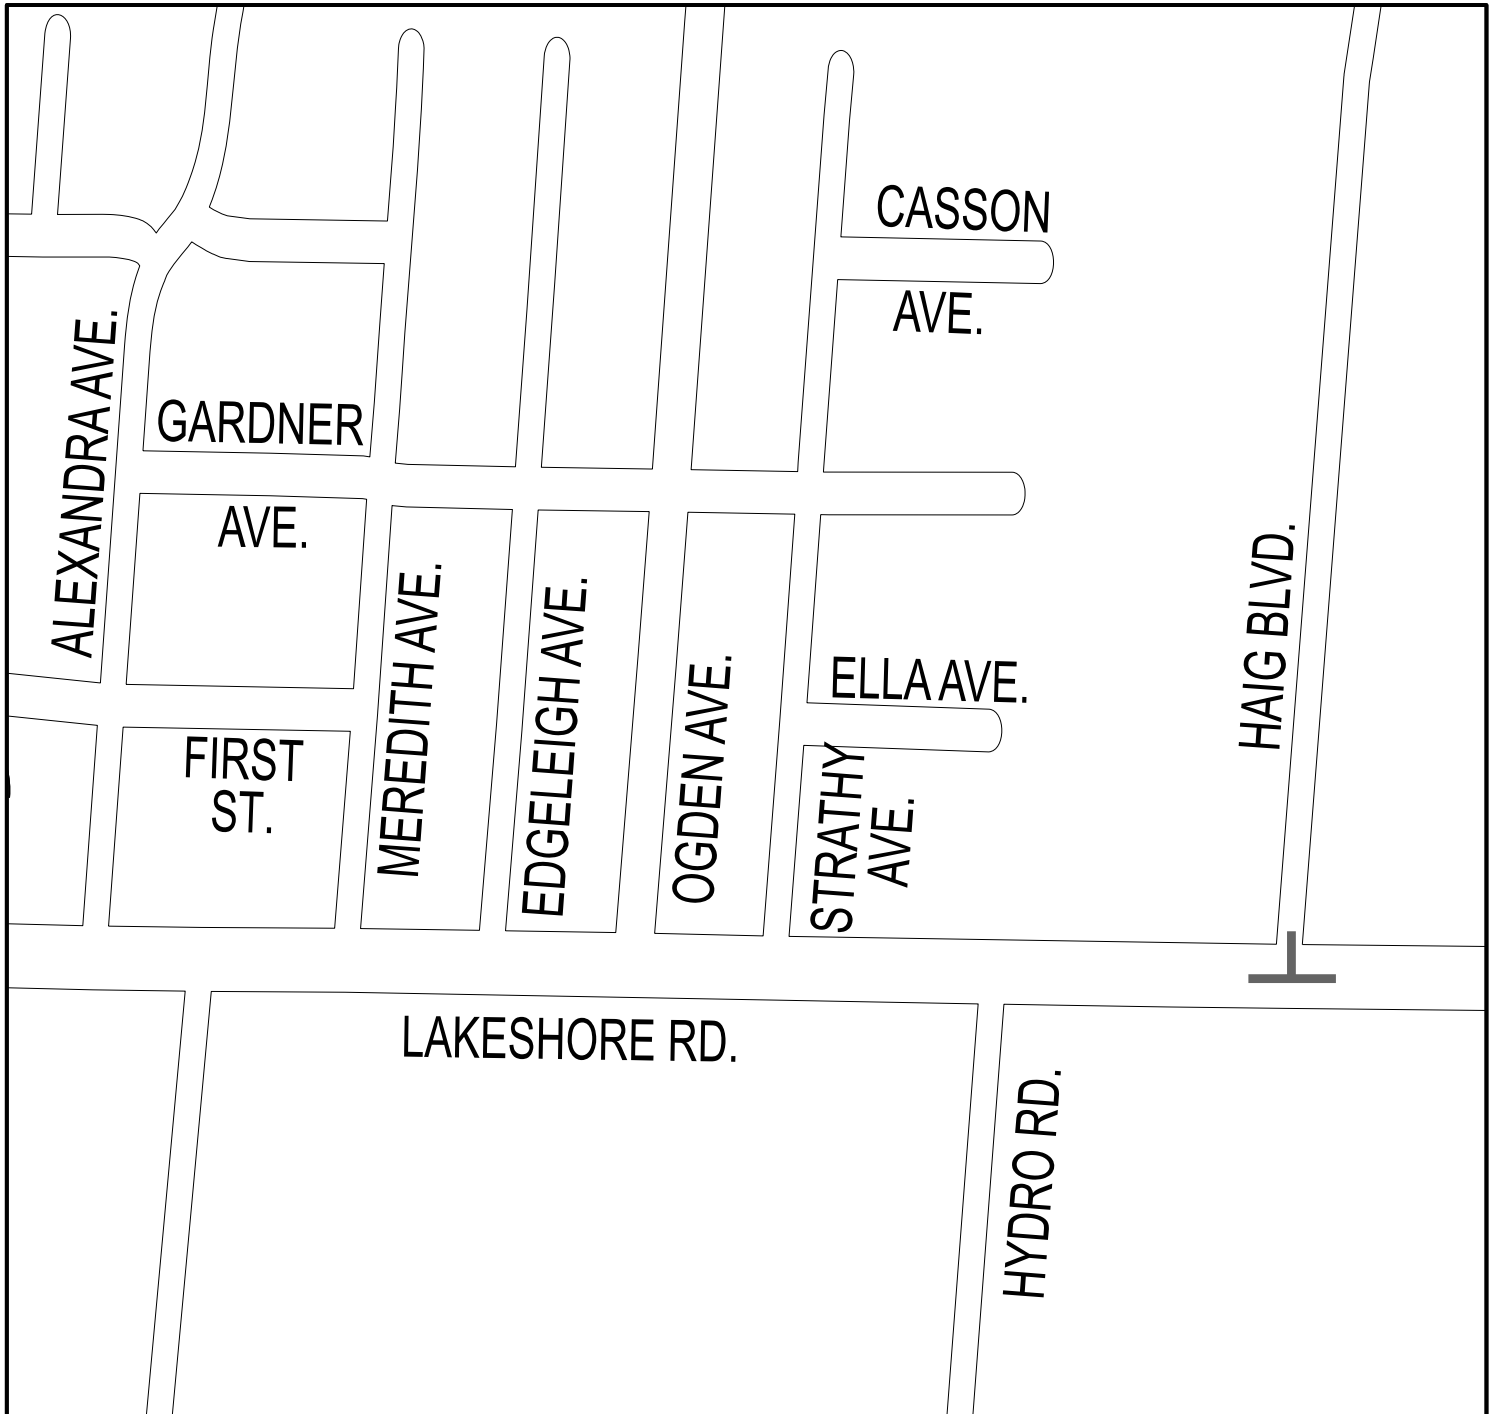 CASSON
AVE.
ALEXANDRA AVE.
GARDNER
AVE.
HAIG BLVD.
MEREDITH AVE.
EDGELEIGH AVE.
OGDEN AVE.
ELLA AVE.
STRATHY
AVE.
FIRST
ST.
LAKESHORE RD.
HYDRO RD.